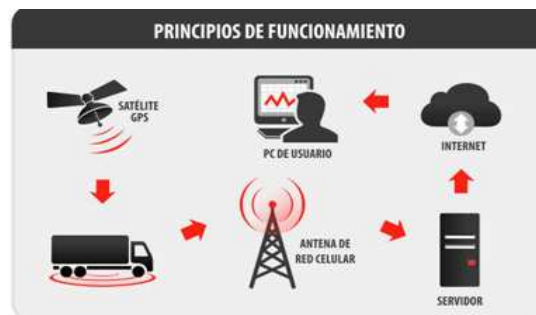 PRINCIPIOS DE FUNCIONAMIENTO
SATÉLITE
GPS
PC DE USUARIO
INTERNET
ANTENA DE
RED CELULAR
SERVIDOR